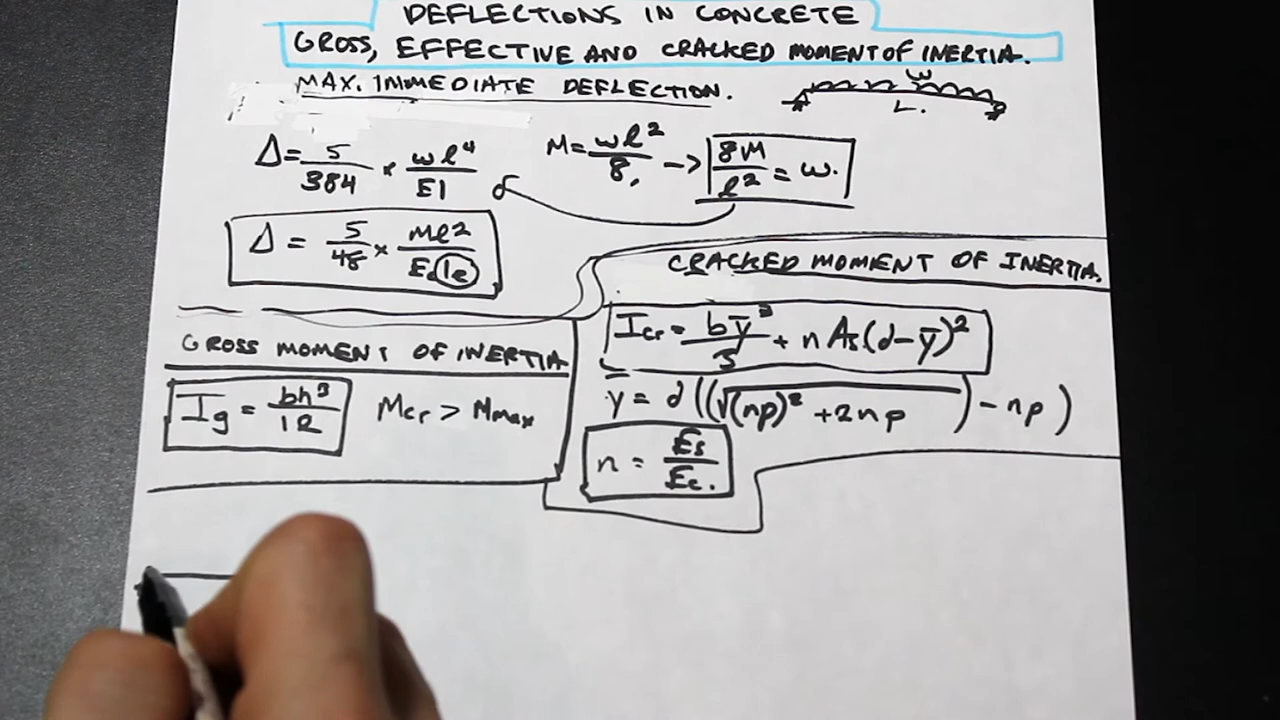 DEFLECTIONS IN CONCRETE
GROSS, EFFECTIVE AND CRACKED MOMENT OF INERTIA.
MAX. IMMEDIATE DEFLECTION.
w
L.
Δ = 5/384 × wl⁴/EI
M = wl²/8. → 8M/l² = w.
Δ = 5/48 × Ml²/EcIe
CRACKED MOMENT OF INERTIA.
Icr = bȳ³/3 + nAs(d-ȳ)²
ȳ = d((√(np)² + 2np) - np)
n = Es/Ec.
GROSS MOMENT OF INERTIA
Ig = bh³/12 Mcr > Mmax